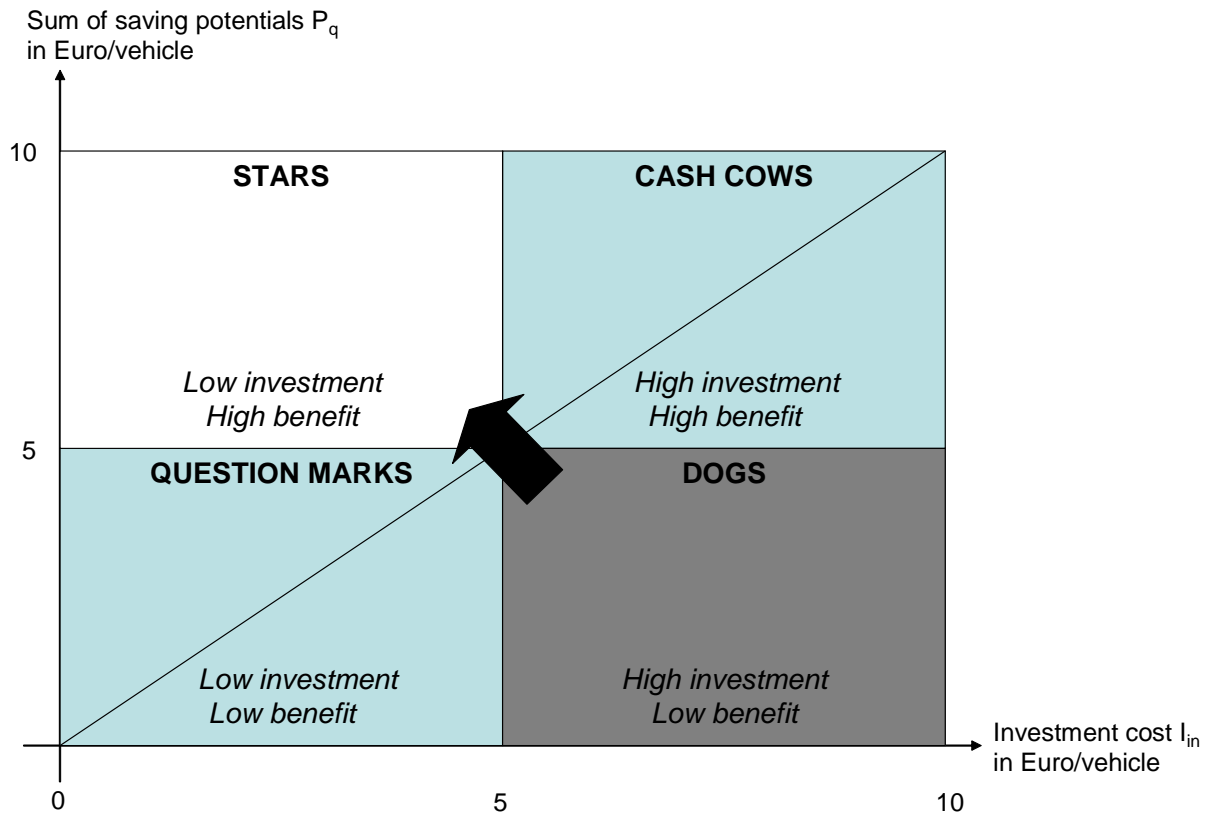 Sum of saving potentials Pq
in Euro/vehicle
10
STARS
CASH COWS
Low investment
High benefit
High investment
High benefit
5
QUESTION MARKS
DOGS
Low investment
Low benefit
High investment
Low benefit
Investment cost Iin
in Euro/vehicle
0
5
10